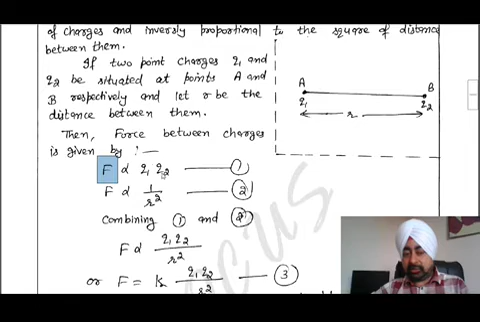 of charges and inversly proportional to the square of distance
between them.
If two point charges q1 and
q2 be situated at points A and
B respectively and let r be the
distance between them.
Then, Force between charges
is given by :—
F ∝ q1 q2 —— ①
F ∝ 1/r² —— ②
Combining ① and ②
F ∝ q1q2/r²
or F = k q1q2/r² —— ③
A B
q1 q2
r